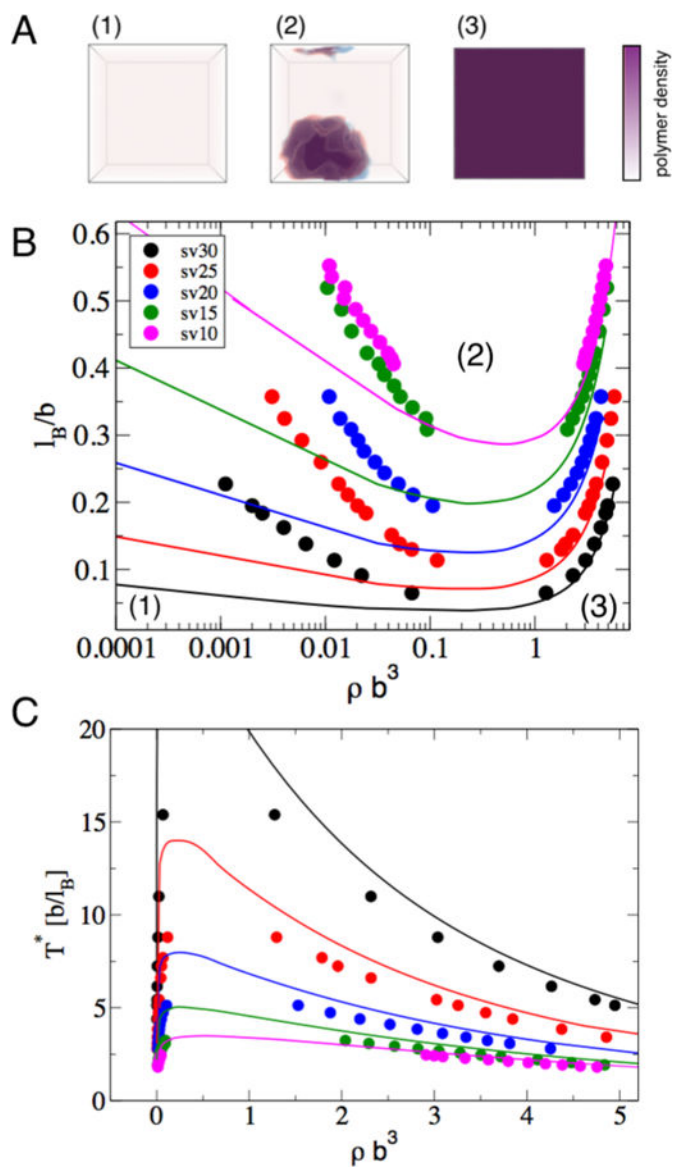 A
(1)
(2)
(3)
polymer density
B
0.6
0.5
0.4
0.3
0.2
0.1
l_B/b
sv30
sv25
sv20
sv15
sv10
(2)
(1)
(3)
0.0001
0.001
0.01
0.1
1
ρ b³
C
20
15
10
5
0
T* [b/l_B]
0
1
2
3
4
5
ρ b³